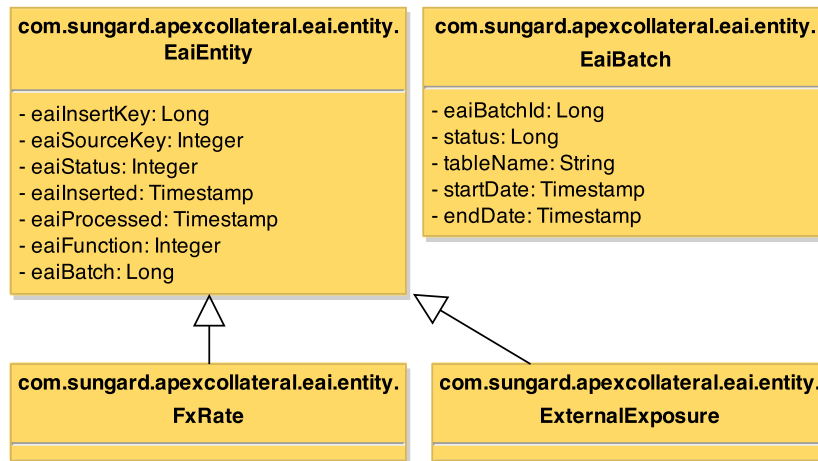 com.sungard.apexcollateral.eai.entity.
EaiEntity
- eaiInsertKey: Long
- eaiSourceKey: Integer
- eaiStatus: Integer
- eaiInserted: Timestamp
- eaiProcessed: Timestamp
- eaiFunction: Integer
- eaiBatch: Long
com.sungard.apexcollateral.eai.entity.
EaiBatch
- eaiBatchId: Long
- status: Long
- tableName: String
- startDate: Timestamp
- endDate: Timestamp
com.sungard.apexcollateral.eai.entity.
FxRate
com.sungard.apexcollateral.eai.entity.
ExternalExposure